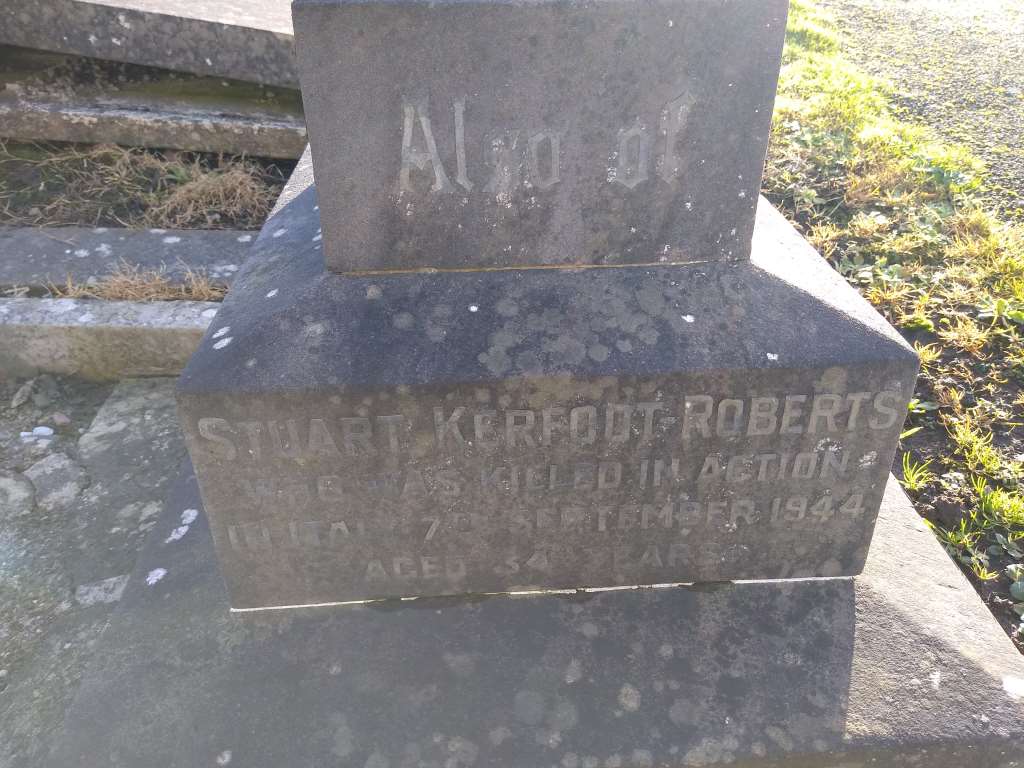 Also of
STUART KERFOOT-ROBERTS
WHO WAS KILLED IN ACTION
IN ITALY 7TH SEPTEMBER 1944
AGED 34 YEARS